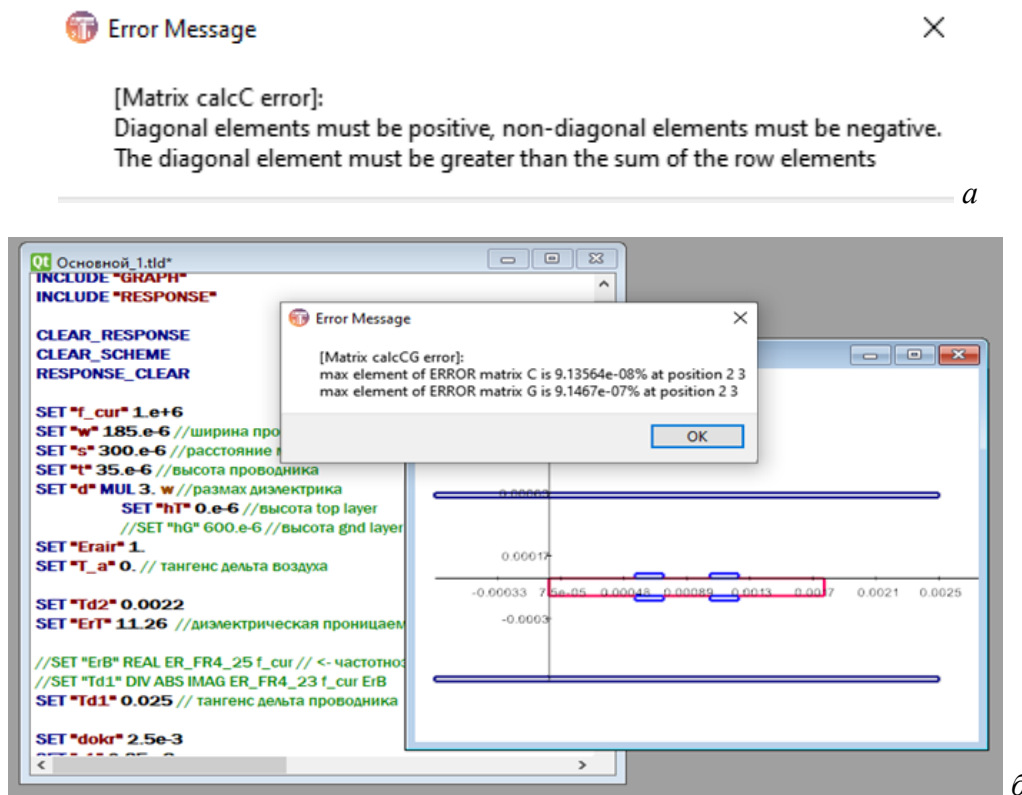 Error Message
[Matrix calcC error]:
Diagonal elements must be positive, non-diagonal elements must be negative.
The diagonal element must be greater than the sum of the row elements
а
Основной_1.tld*
INCLUDE "GRAPH"
INCLUDE "RESPONSE"
CLEAR_RESPONSE
CLEAR_SCHEME
RESPONSE_CLEAR
SET "f_cur" 1.e+6
SET "w" 185.e-6 //ширина про
SET "s" 300.e-6 //расстояние
SET "t" 35.e-6 //высота проводника
SET "d" MUL 3. w //размах диэлектрика
SET "hT" 0.e-6 //высота top layer
//SET "hG" 600.e-6 //высота gnd layer
SET "Erair" 1.
SET "T_a" 0. // тангенс дельта воздуха
SET "Td2" 0.0022
SET "ErT" 11.26 //диэлектрическая проницаем
//SET "ErB" REAL ER_FR4_25 f_cur // <- частотно
//SET "Td1" DIV ABS IMAG ER_FR4_23 f_cur ErB
SET "Td1" 0.025 // тангенс дельта проводника
SET "dokr" 2.5e-3
Error Message
[Matrix calcCG error]:
max element of ERROR matrix C is 9.13564e-08% at position 2 3
max element of ERROR matrix G is 9.1467e-07% at position 2 3
OK
0.00017
-0.00033 7.5e-05 0.00048 0.00089 0.0013 0.0017 0.0021 0.0025
-0.0003
б